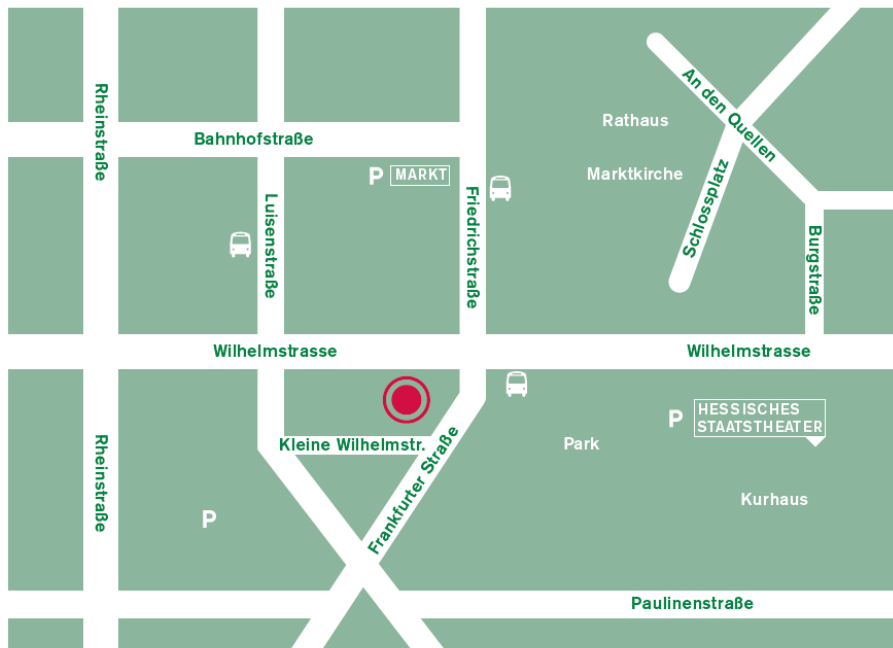 An den Quellen
Rheinstraße
Rathaus
Bahnhofstraße
Marktkirche
P MARKT
Schlossplatz
Luisenstraße
Friedrichstraße
Burgstraße
Wilhelmstrasse
Wilhelmstrasse
HESSISCHES
P STAATSTHEATER
Kleine Wilhelmstr.
Park
Rheinstraße
Frankfurter Straße
Kurhaus
P
Paulinenstraße